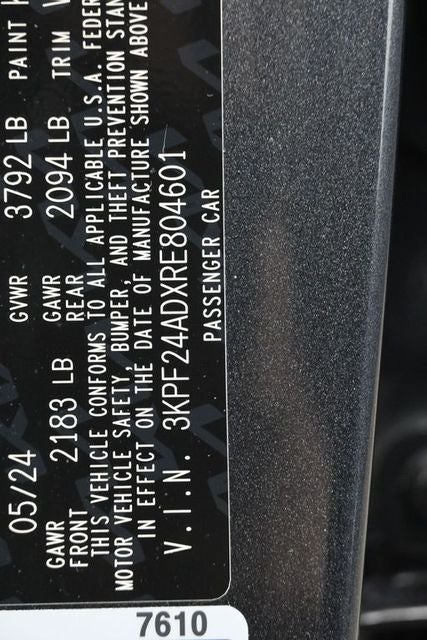 05/24 GVWR 3792 LB PAINT
GAWR FRONT 2183 LB GAWR REAR 2094 LB TRIM
THIS VEHICLE CONFORMS TO ALL APPLICABLE U.S.A. FEDER
MOTOR VEHICLE SAFETY, BUMPER, AND THEFT PREVENTION STAN
IN EFFECT ON THE DATE OF MANUFACTURE SHOWN ABOVE
V.I.N. 3KPF24ADXRE804601
PASSENGER CAR
7610